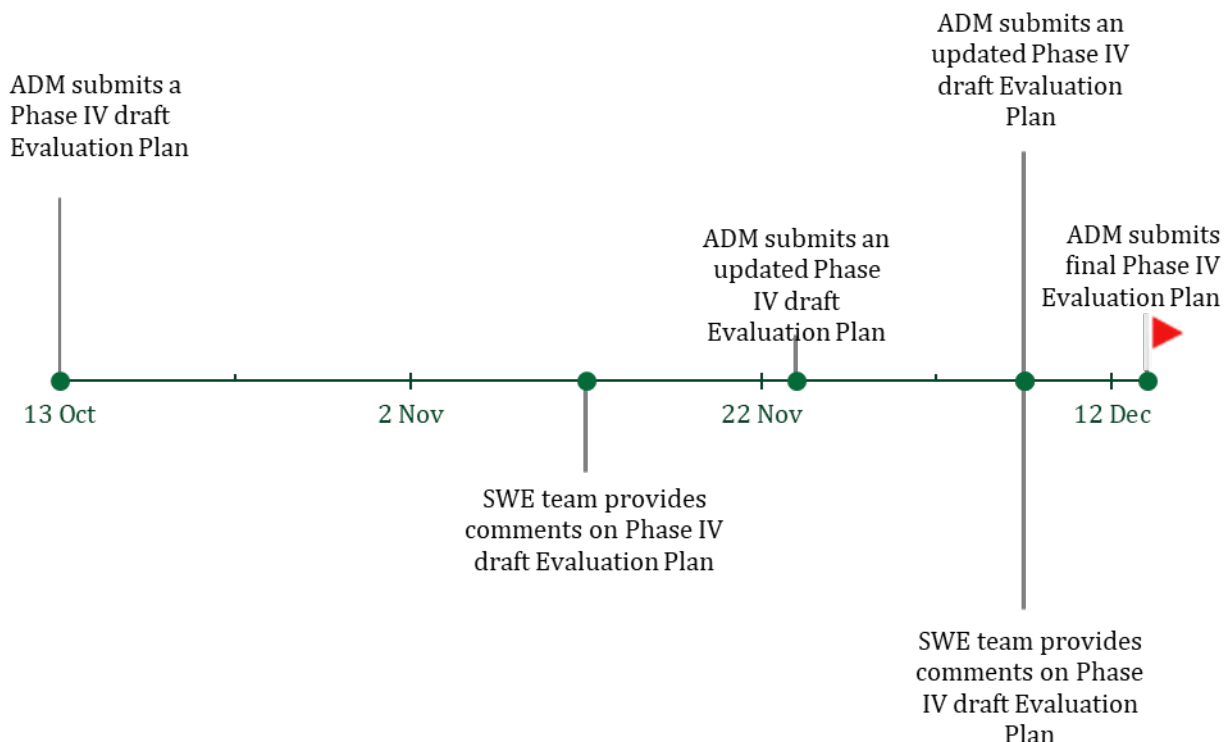 ADM submits an
updated Phase IV
draft Evaluation
Plan
ADM submits a
Phase IV draft
Evaluation Plan
ADM submits an
updated Phase
IV draft
Evaluation Plan
ADM submits
final Phase IV
Evaluation Plan
13 Oct
2 Nov
22 Nov
12 Dec
SWE team provides
comments on Phase IV
draft Evaluation Plan
SWE team provides
comments on Phase
IV draft Evaluation
Plan